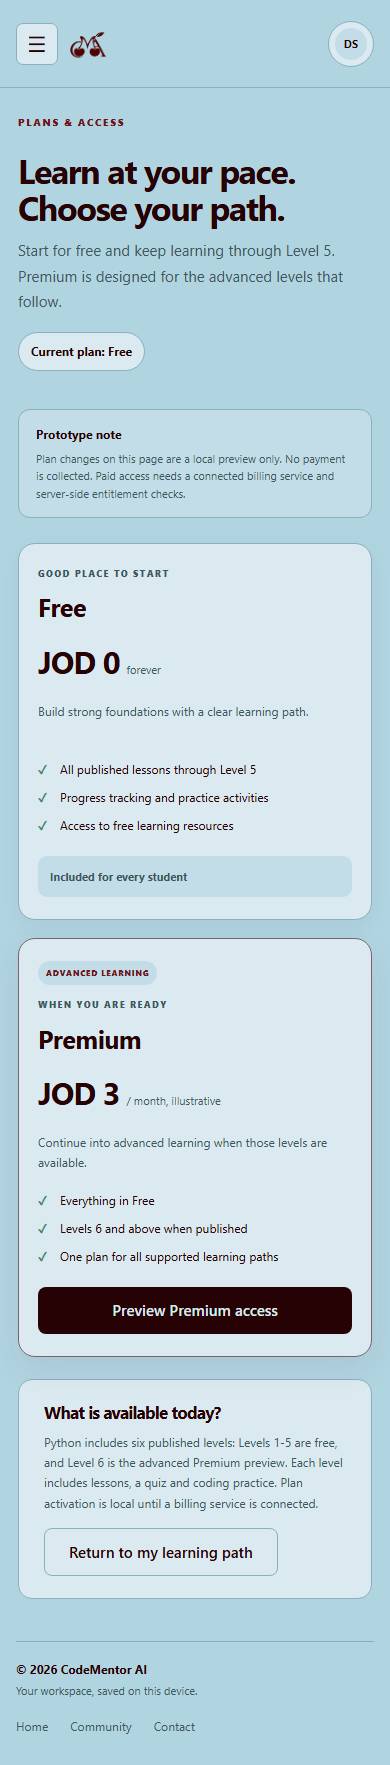 DS
PLANS & ACCESS
Learn at your pace.
Choose your path.
Start for free and keep learning through Level 5.
Premium is designed for the advanced levels that
follow.
Current plan: Free
Prototype note
Plan changes on this page are a local preview only. No payment
is collected. Paid access needs a connected billing service and
server-side entitlement checks.
GOOD PLACE TO START
Free
JOD 0 forever
Build strong foundations with a clear learning path.
✓ All published lessons through Level 5
✓ Progress tracking and practice activities
✓ Access to free learning resources
Included for every student
ADVANCED LEARNING
WHEN YOU ARE READY
Premium
JOD 3 / month, illustrative
Continue into advanced learning when those levels are
available.
✓ Everything in Free
✓ Levels 6 and above when published
✓ One plan for all supported learning paths
Preview Premium access
What is available today?
Python includes six published levels: Levels 1-5 are free,
and Level 6 is the advanced Premium preview. Each level
includes lessons, a quiz and coding practice. Plan
activation is local until a billing service is connected.
Return to my learning path
© 2026 CodeMentor AI
Your workspace, saved on this device.
Home Community Contact